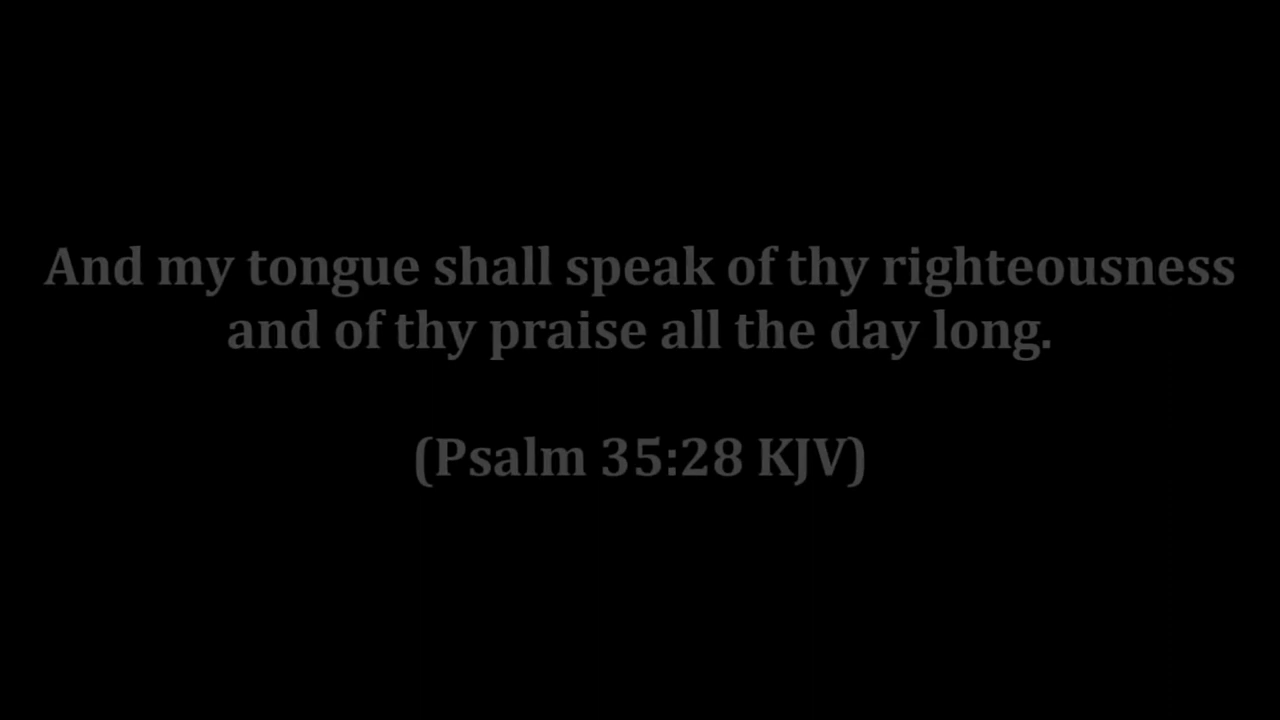 And my tongue shall speak of thy righteousness
and of thy praise all the day long.
(Psalm 35:28 KJV)